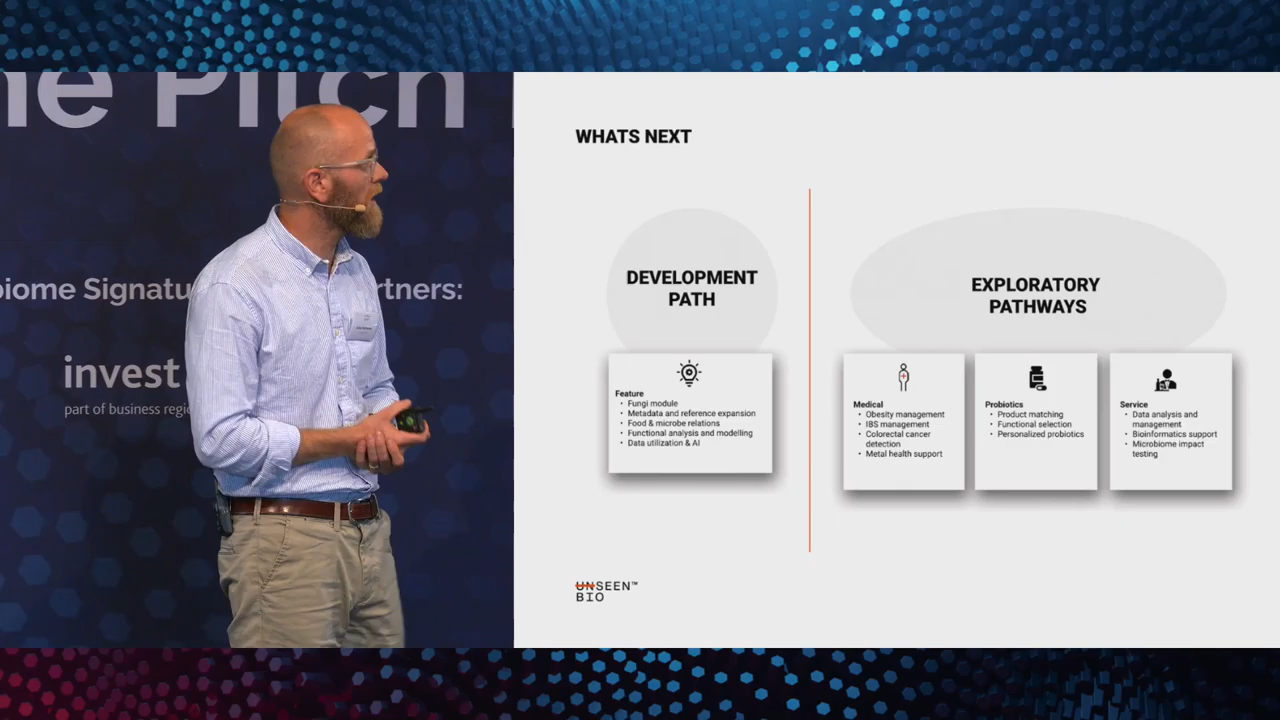 ne Pitch
biome Signatu
rtners:
invest
part of business regi
WHATS NEXT
DEVELOPMENT
PATH
Feature
• Fungi module
• Metadata and reference expansion
• Food & microbe relations
• Functional analysis and modelling
• Data utilization & AI
EXPLORATORY
PATHWAYS
Medical
• Obesity management
• IBS management
• Colorectal cancer
detection
• Metal health support
Probiotics
• Product matching
• Functional selection
• Personalized probiotics
Service
• Data analysis and
management
• Bioinformatics support
• Microbiome impact
testing
UNSEEN™
BIO